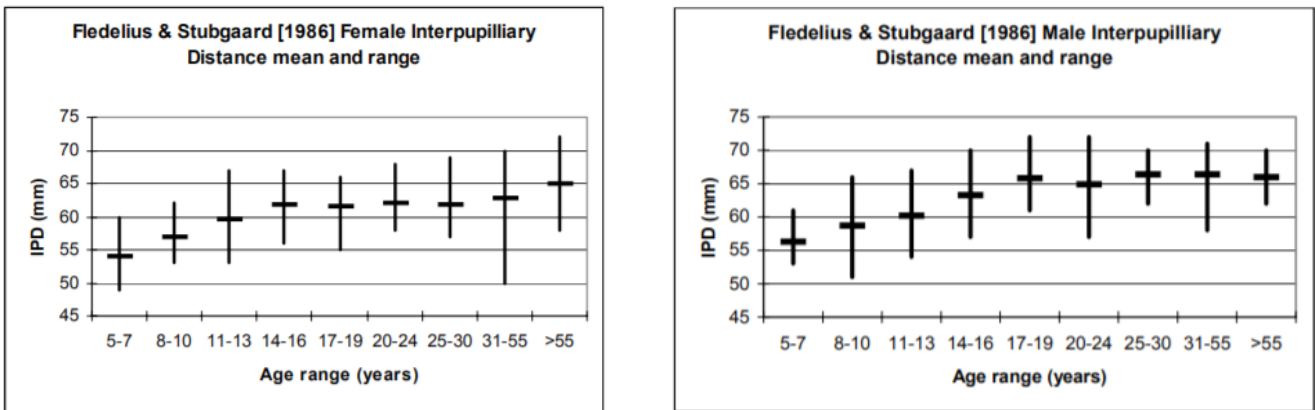 Fledelius & Stubgaard [1986] Female Interpupilliary
Distance mean and range
75
70
65
60
55
50
45
IPD (mm)
5-7 8-10 11-13 14-16 17-19 20-24 25-30 31-55 >55
Age range (years)
Fledelius & Stubgaard [1986] Male Interpupilliary
Distance mean and range
75
70
65
60
55
50
45
IPD (mm)
5-7 8-10 11-13 14-16 17-19 20-24 25-30 31-55 >55
Age range (years)